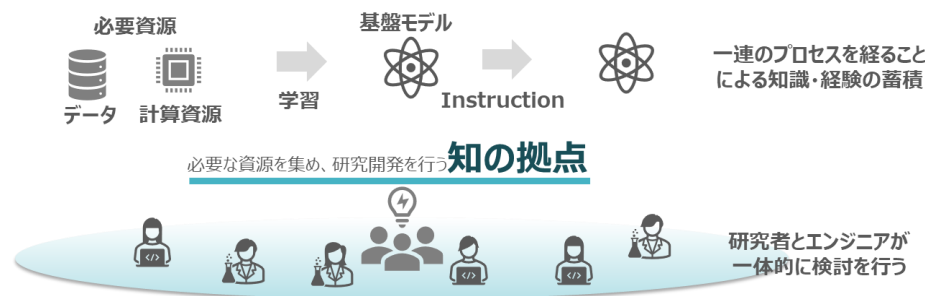 必要資源
データ
計算資源
学習
基盤モデル
Instruction
一連のプロセスを経ること
による知識・経験の蓄積
必要な資源を集め、研究開発を行う知の拠点
研究者とエンジニアが
一体的に検討を行う